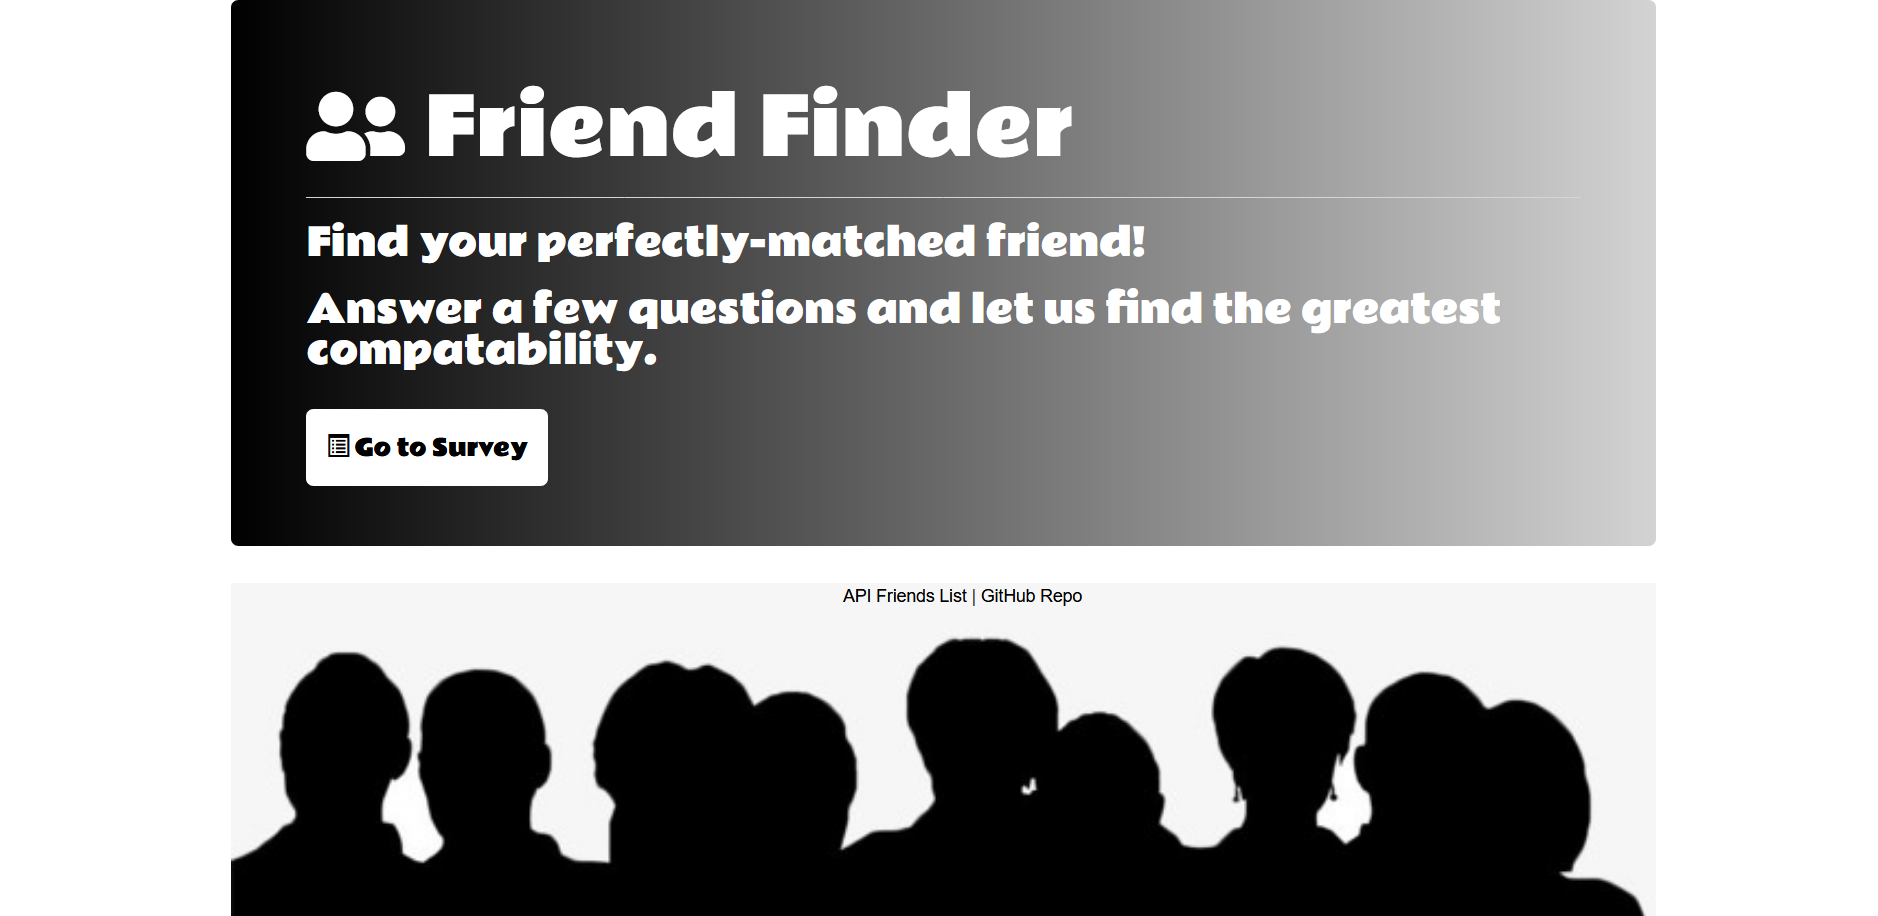 Friend Finder
Find your perfectly-matched friend!
Answer a few questions and let us find the greatest
compatability.
Go to Survey
API Friends List | GitHub Repo